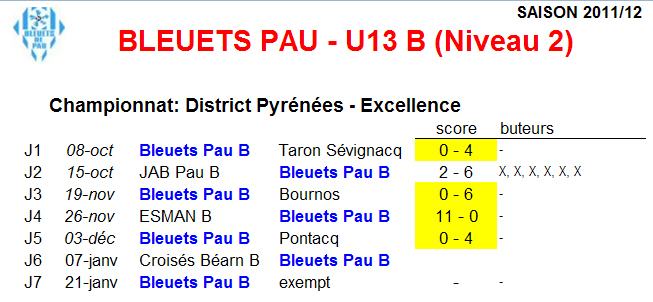 BLEUETS DE PAU
SAISON 2011/12
BLEUETS PAU - U13 B (Niveau 2)
Championnat: District Pyrénées - Excellence
score buteurs
J1 08-oct Bleuets Pau B Taron Sévignacq 0 - 4 -
J2 15-oct JAB Pau B Bleuets Pau B 2 - 6 X, X, X, X, X, X
J3 19-nov Bleuets Pau B Bournos 0 - 6 -
J4 26-nov ESMAN B Bleuets Pau B 11 - 0 -
J5 03-déc Bleuets Pau B Pontacq 0 - 4 -
J6 07-janv Croisés Béarn B Bleuets Pau B
J7 21-janv Bleuets Pau B exempt - -